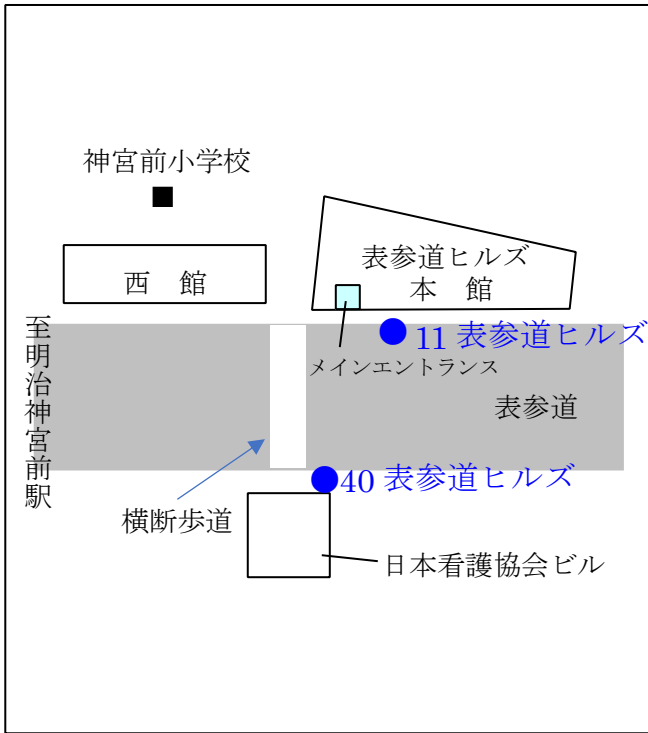 神宮前小学校
西 館
表参道ヒルズ
本 館
至明治神宮前駅
11 表参道ヒルズ
メインエントランス
表参道
40 表参道ヒルズ
横断歩道
日本看護協会ビル